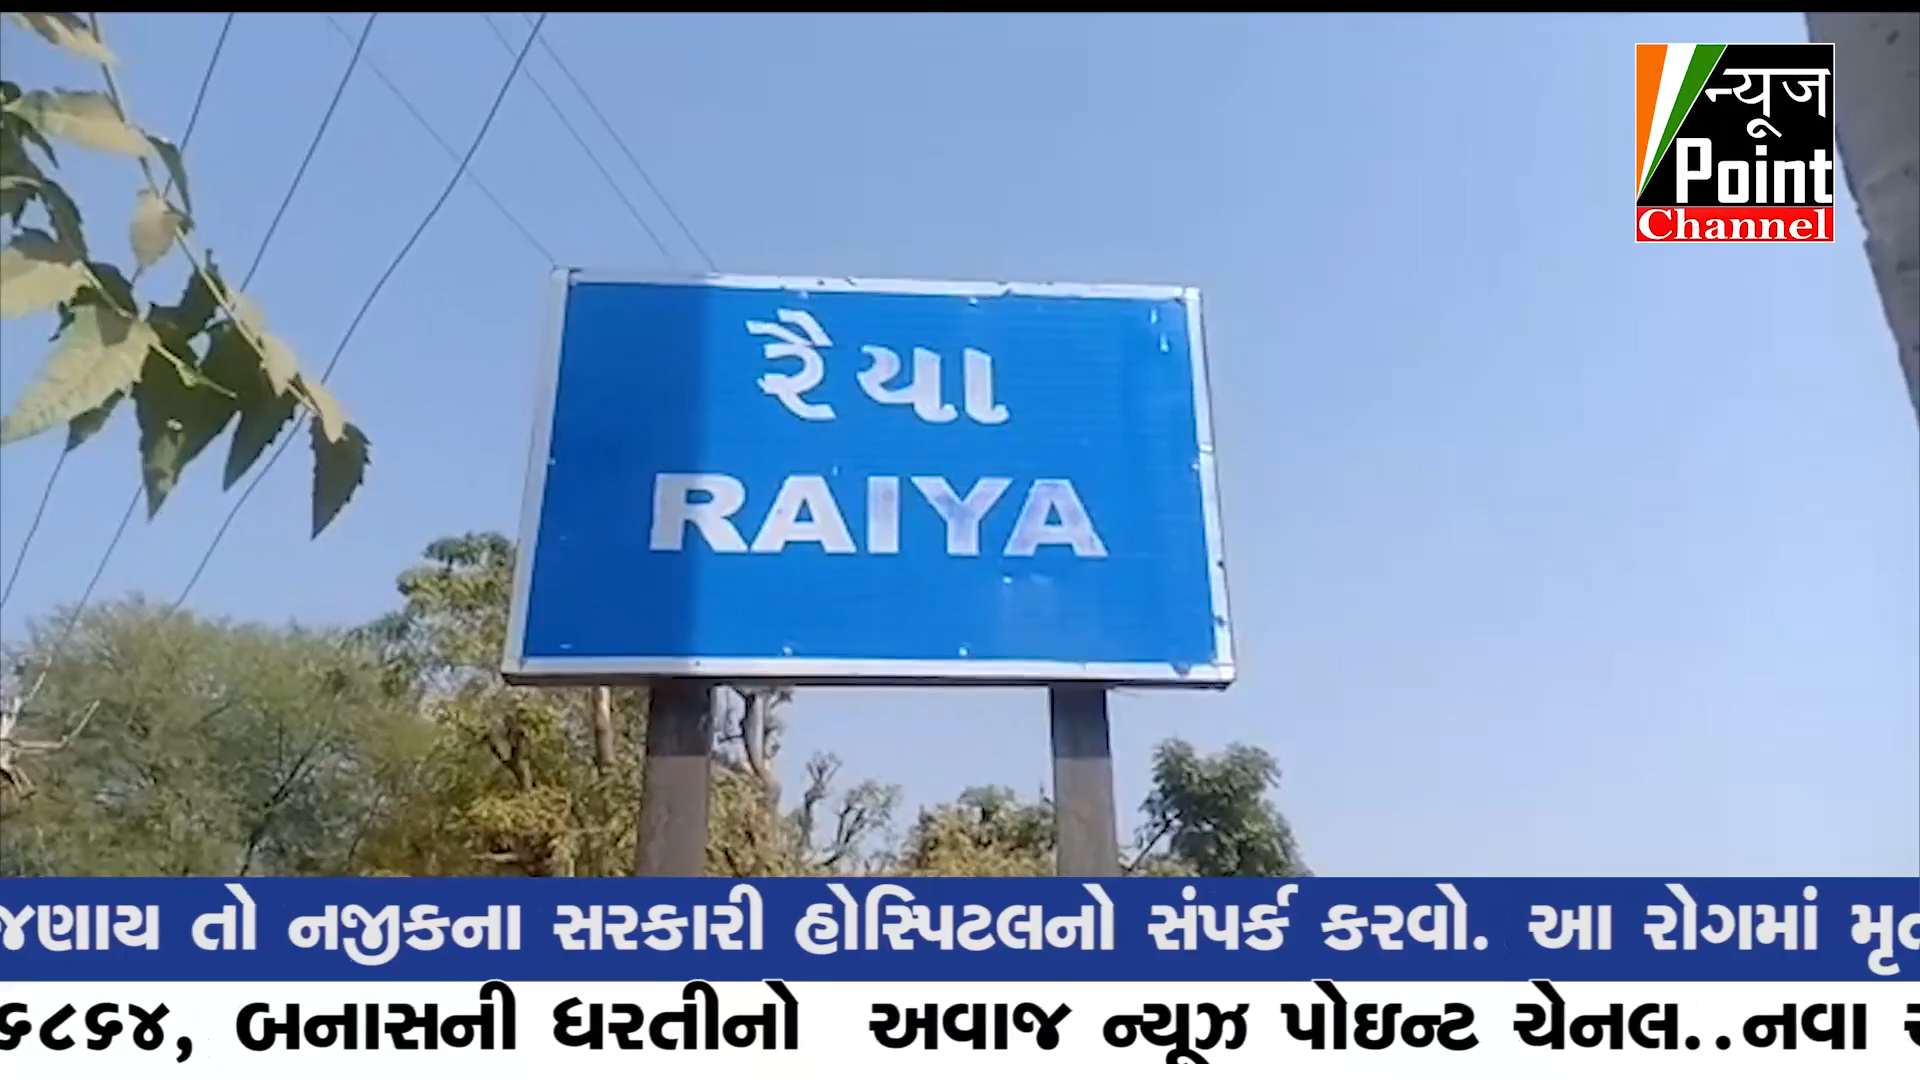 न्यूज
Point
Channel
રૈયા
RAIYA
જણાય તો નજીકના સરકારી હોસ્પિટલનો સંપર્ક કરવો. આ રોગમાં
૬૮૬૪, બનાસની ધરતીનો અવાજ ન્યૂઝ પોઇન્ટ ચેનલ..નવા